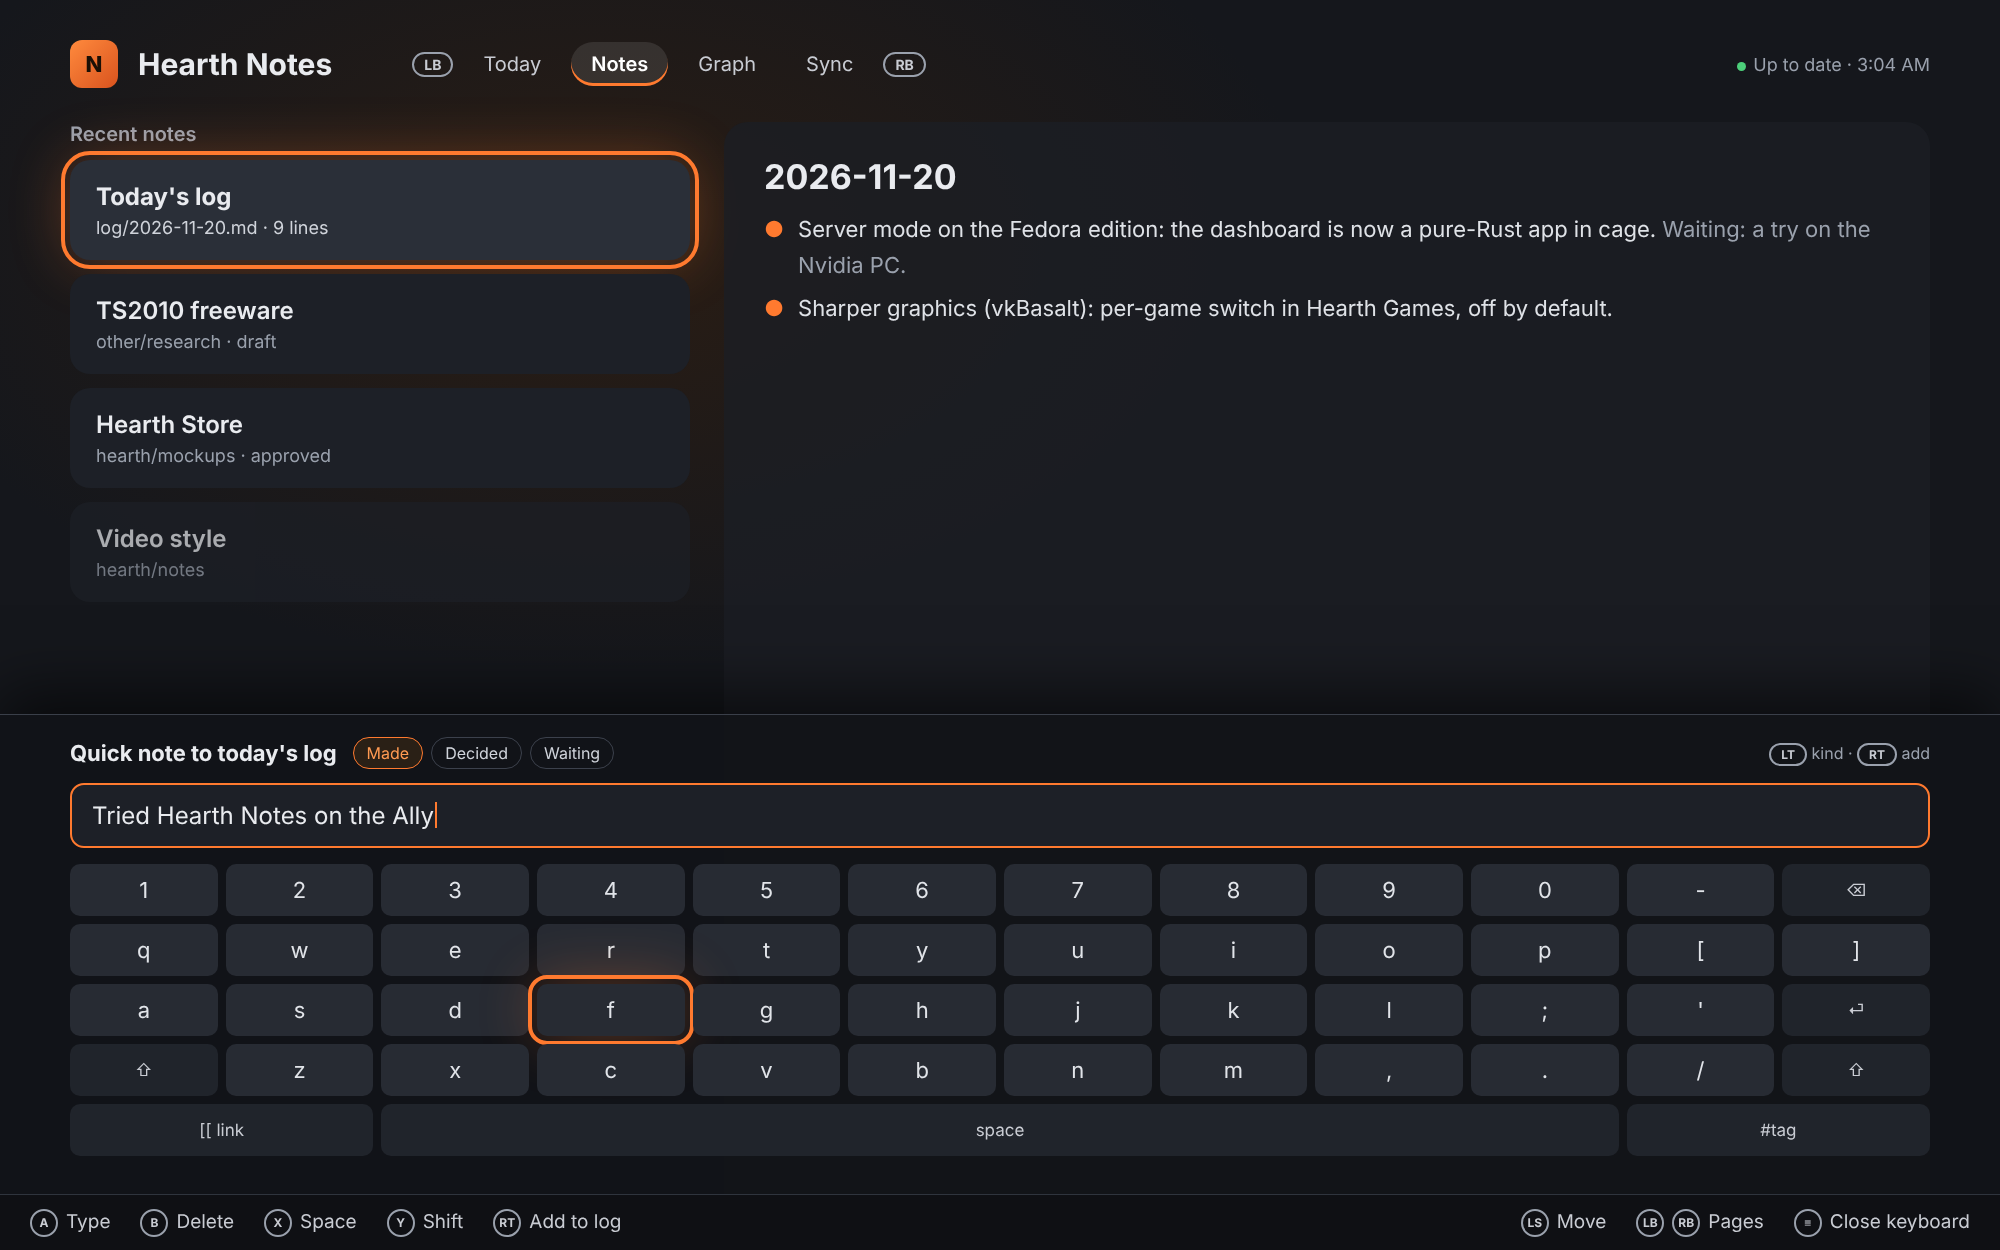 N Hearth Notes LB Today Notes Graph Sync RB Up to date · 3:04 AM
Recent notes
Today's log
log/2026-11-20.md · 9 lines
TS2010 freeware
other/research · draft
Hearth Store
hearth/mockups · approved
Video style
hearth/notes
2026-11-20
Server mode on the Fedora edition: the dashboard is now a pure-Rust app in cage. Waiting: a try on the
Nvidia PC.
Sharper graphics (vkBasalt): per-game switch in Hearth Games, off by default.
Quick note to today's log Made Decided Waiting LT kind · RT add
Tried Hearth Notes on the Ally
1 2 3 4 5 6 7 8 9 0 - ⌫
q w e r t y u i o p [ ]
a s d f g h j k l ; ' ⏎
⇧ z x c v b n m , . / ⇧
[[ link space #tag
A Type B Delete X Space Y Shift RT Add to log LS Move LB RB Pages ≡ Close keyboard